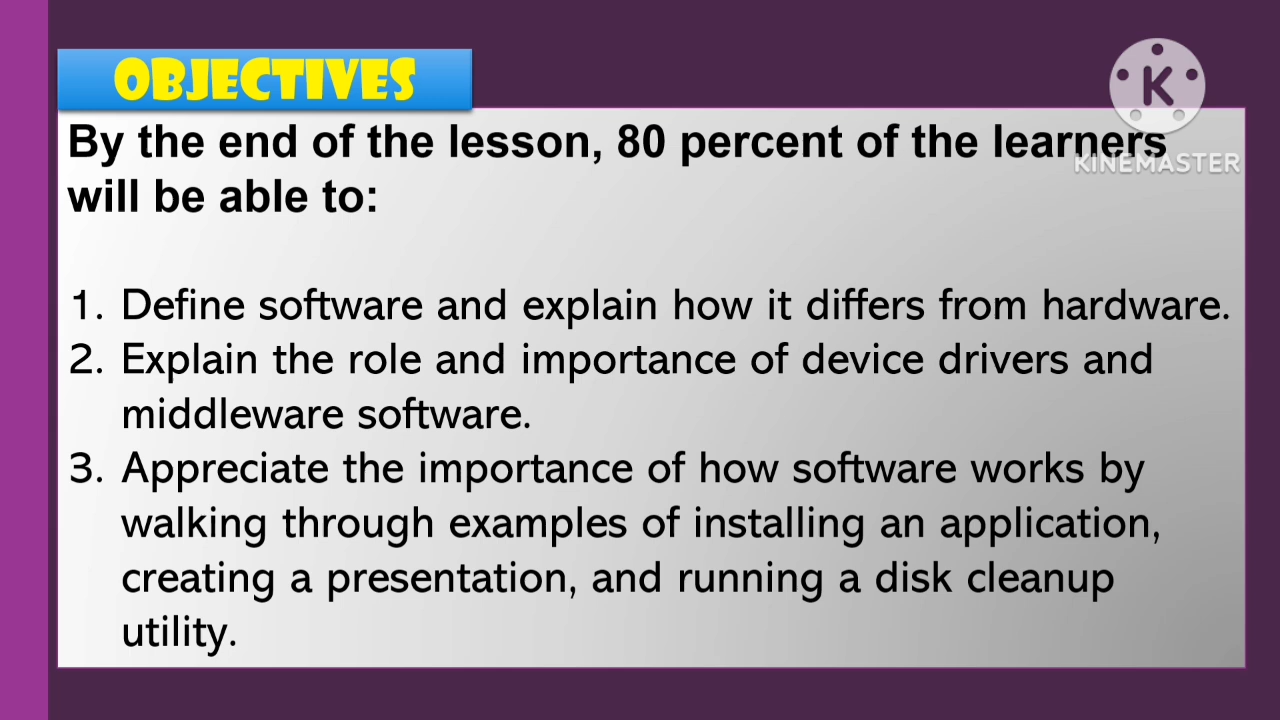 OBJECTIVES
K
KINEMASTER
By the end of the lesson, 80 percent of the learners
will be able to:
1. Define software and explain how it differs from hardware.
2. Explain the role and importance of device drivers and
middleware software.
3. Appreciate the importance of how software works by
walking through examples of installing an application,
creating a presentation, and running a disk cleanup
utility.